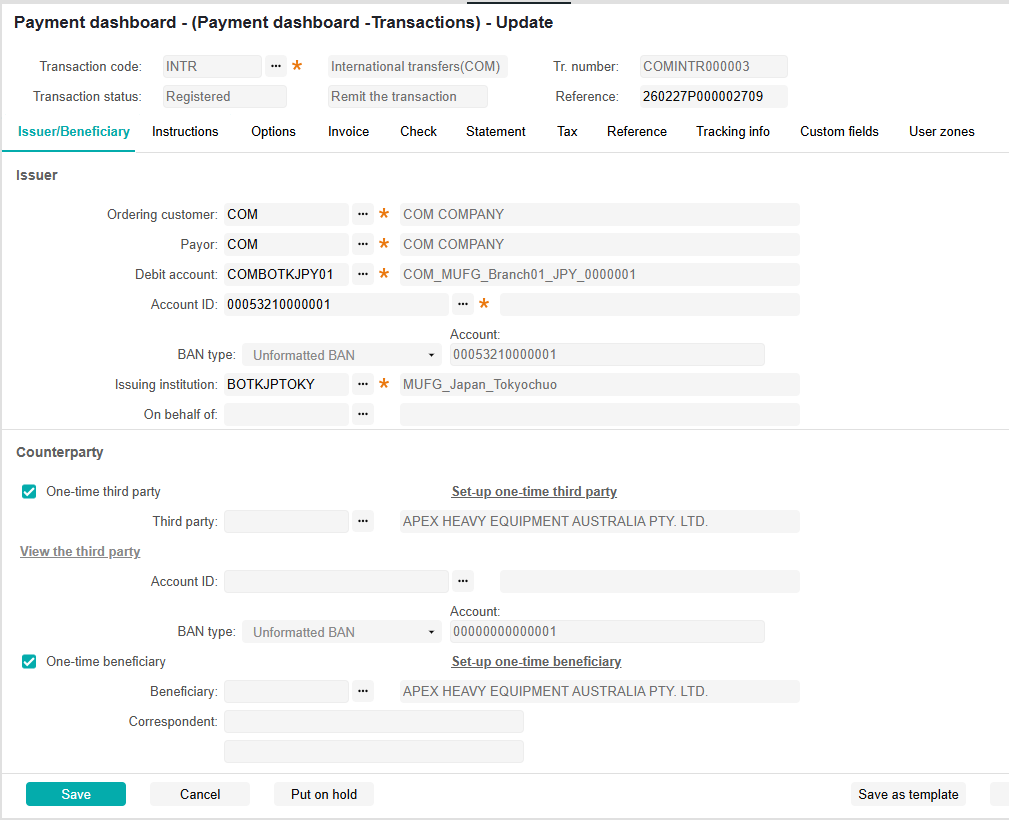 Payment dashboard - (Payment dashboard -Transactions) - Update
Transaction code: INTR ··· * International transfers(COM) Tr. number: COMINTR000003
Transaction status: Registered Remit the transaction Reference: 260227P000002709
Issuer/Beneficiary Instructions Options Invoice Check Statement Tax Reference Tracking info Custom fields User zones
Issuer
Ordering customer: COM ··· * COM COMPANY
Payor: COM ··· * COM COMPANY
Debit account: COMBOTKJPY01 ··· * COM_MUFG_Branch01_JPY_0000001
Account ID: 00053210000001 ··· *
Account:
BAN type: Unformatted BAN 00053210000001
Issuing institution: BOTKJPTOKY ··· * MUFG_Japan_Tokyochuo
On behalf of: ···
Counterparty
One-time third party Set-up one-time third party
Third party: ··· APEX HEAVY EQUIPMENT AUSTRALIA PTY. LTD.
View the third party
Account ID: ···
Account:
BAN type: Unformatted BAN 00000000000001
One-time beneficiary Set-up one-time beneficiary
Beneficiary: ··· APEX HEAVY EQUIPMENT AUSTRALIA PTY. LTD.
Correspondent:
Save Cancel Put on hold Save as template